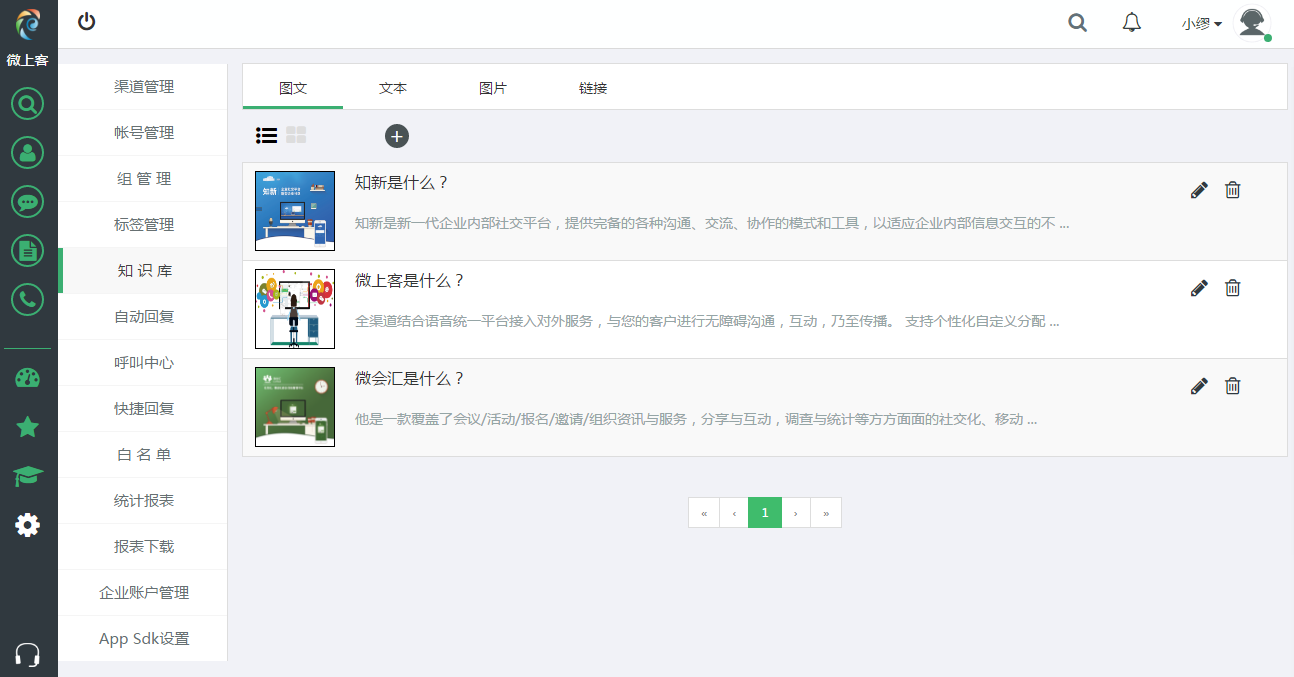 微上客
小缪
渠道管理
帐号管理
组 管 理
标签管理
知 识 库
自动回复
呼叫中心
快捷回复
白 名 单
统计报表
报表下载
企业账户管理
App Sdk设置
图文
文本
图片
链接
知新
知新是什么？
知新是新一代企业内部社交平台，提供完备的各种沟通、交流、协作的模式和工具，以适应企业内部信息交互的不 ...
微上客是什么？
全渠道结合语音统一平台接入对外服务，与您的客户进行无障碍沟通，互动，乃至传播。 支持个性化自定义分配 ...
微会汇是什么？
他是一款覆盖了会议/活动/报名/邀请/组织资讯与服务，分享与互动，调查与统计等方方面面的社交化、移动 ...
« ‹ 1 › »